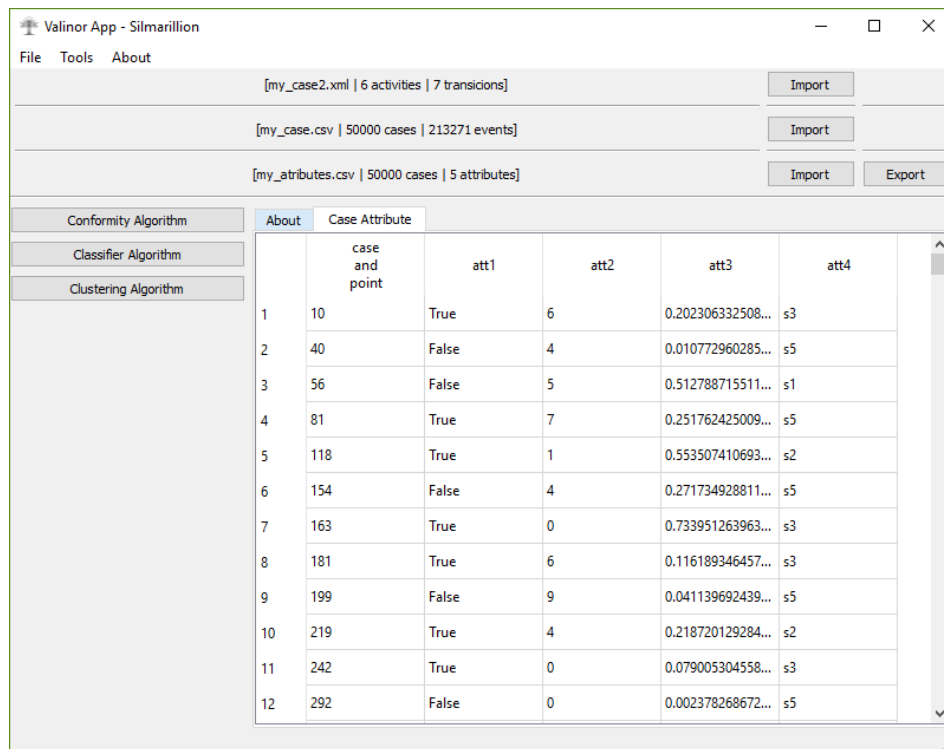 Valinor App - Silmarillion
File Tools About
[my_case2.xml | 6 activities | 7 transicions] Import
[my_case.csv | 50000 cases | 213271 events] Import
[my_atributes.csv | 50000 cases | 5 attributes] Import Export
Conformity Algorithm
Classifier Algorithm
Clustering Algorithm
About Case Attribute
case
and
point
att1 att2 att3 att4
1 10 True 6 0.202306332508... s3
2 40 False 4 0.010772960285... s5
3 56 False 5 0.512788715511... s1
4 81 True 7 0.251762425009... s5
5 118 True 1 0.553507410693... s2
6 154 False 4 0.271734928811... s5
7 163 True 0 0.733951263963... s3
8 181 True 6 0.116189346457... s3
9 199 False 9 0.041139692439... s5
10 219 True 4 0.218720129284... s2
11 242 True 0 0.079005304558... s3
12 292 False 0 0.002378268672... s5